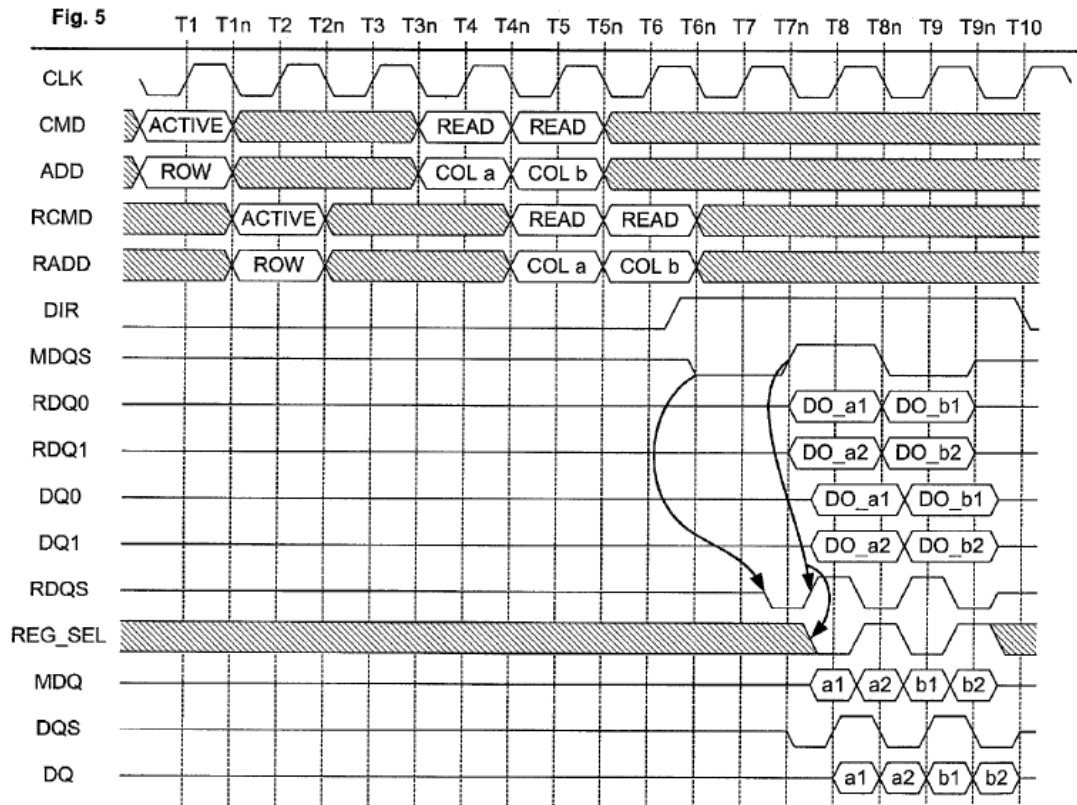 Fig. 5
T1 T1n T2 T2n T3 T3n T4 T4n T5 T5n T6 T6n T7 T7n T8 T8n T9 T9n T10
CLK
CMD ACTIVE READ READ
ADD ROW COL a COL b
RCMD ACTIVE READ READ
RADD ROW COL a COL b
DIR
MDQS
RDQ0 DO_a1 DO_b1
RDQ1 DO_a2 DO_b2
DQ0 DO_a1 DO_b1
DQ1 DO_a2 DO_b2
RDQS
REG_SEL
MDQ a1 a2 b1 b2
DQS
DQ a1 a2 b1 b2